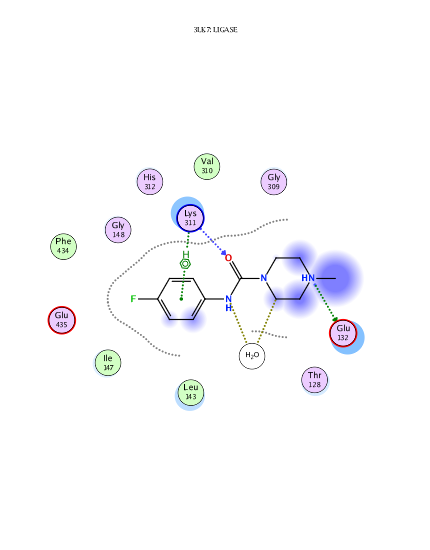 3LK7: LIGASE
Val
310
His
312
Gly
309
Lys
311
Gly
148
Phe
434
H
O
N
HN
F
N
H
Glu
435
Glu
132
H₂O
Ile
147
Thr
128
Leu
143